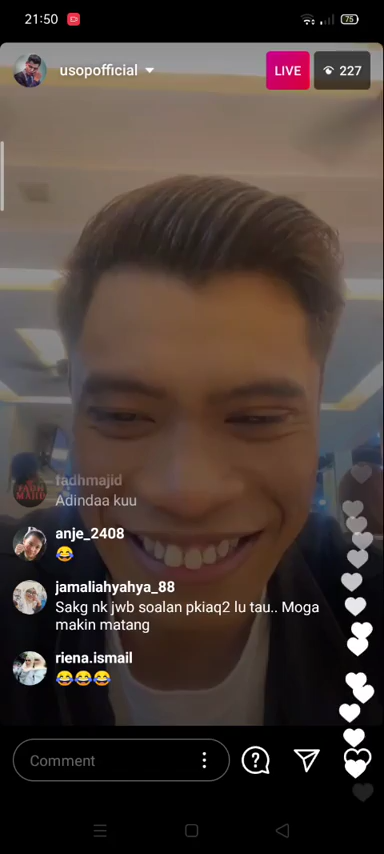 21:50
75
usopofficial
LIVE
227
fadhmajid
Adindaa kuu
anje_2408
😂
jamaliahyahya_88
Sakg nk jwb soalan pkiaq2 lu tau.. Moga
makin matang
riena.ismail
😂😂😂
Comment